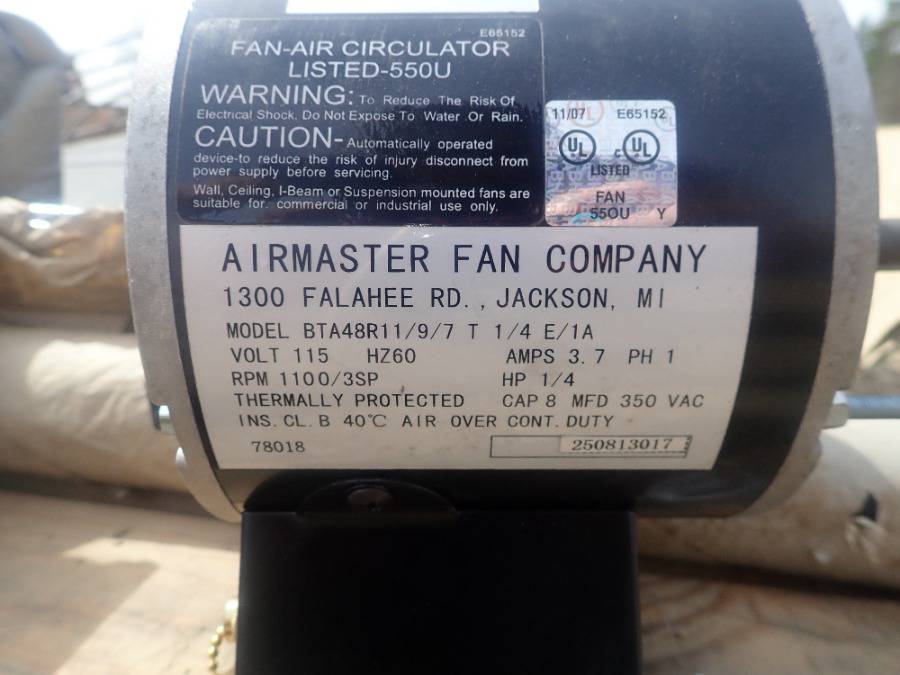 E65152
FAN-AIR CIRCULATOR
LISTED-550U
WARNING: To Reduce The Risk Of
Electrical Shock. Do Not Expose To Water Or Rain.
CAUTION- Automatically operated
device-to reduce the risk of injury disconnect from
power supply before servicing.
Wall, Ceiling, I-Beam or Suspension mounted fans are
suitable for commercial or industrial use only.
11/07 E65152
UL c UL
LISTED
FAN
550U Y
AIRMASTER FAN COMPANY
1300 FALAHEE RD., JACKSON, MI
MODEL BTA48R11/9/7 T 1/4 E/1A
VOLT 115 HZ60 AMPS 3.7 PH 1
RPM 1100/3SP HP 1/4
THERMALLY PROTECTED CAP 8 MFD 350 VAC
INS. CL. B 40℃ AIR OVER CONT. DUTY
78018 250813017